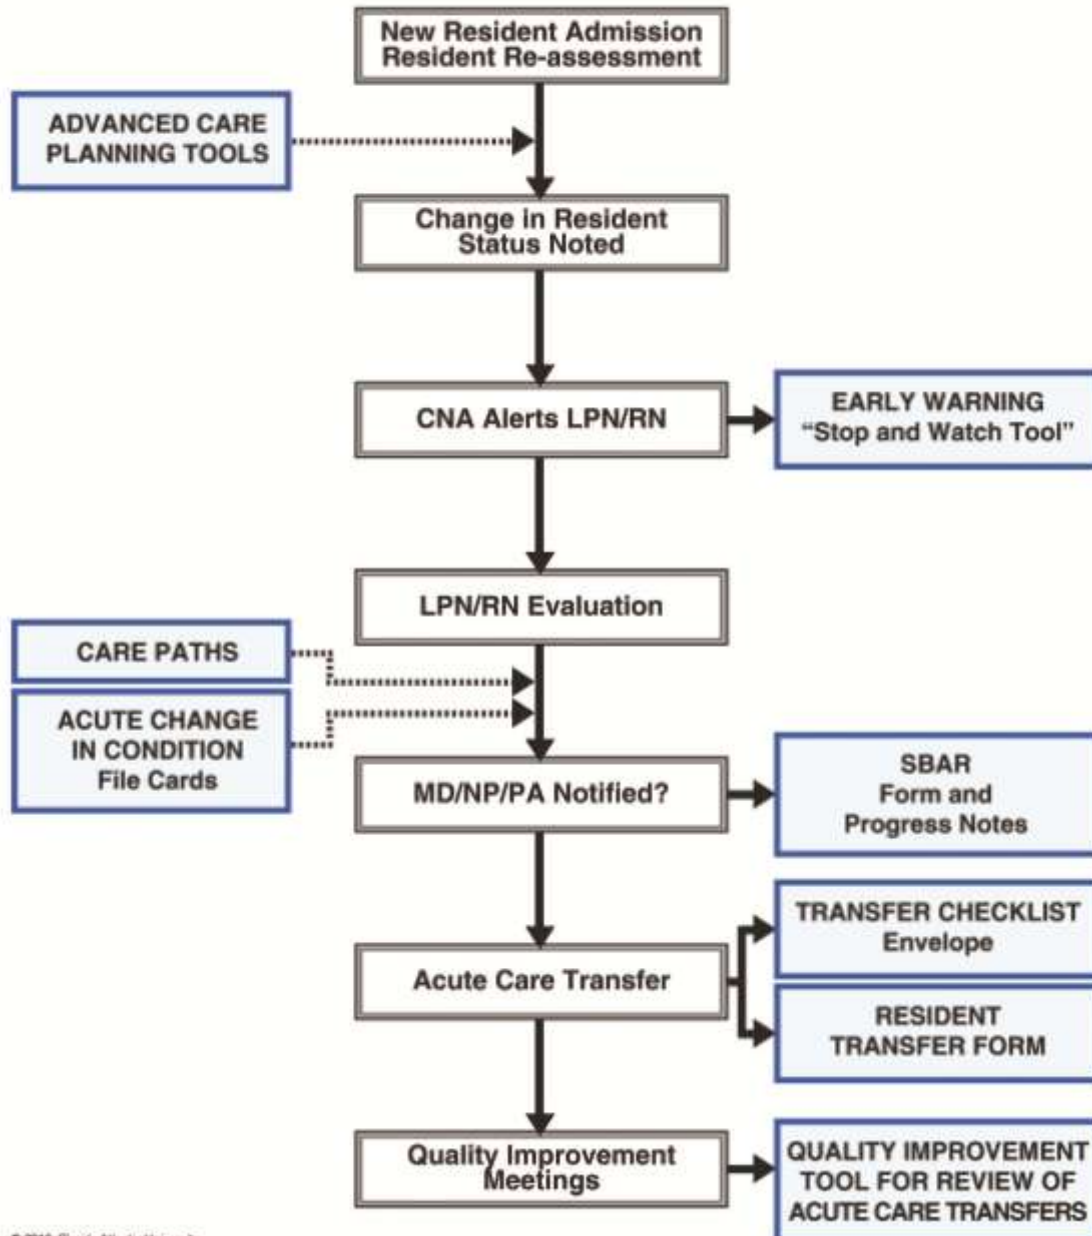 New Resident Admission
Resident Re-assessment
ADVANCED CARE
PLANNING TOOLS
Change in Resident
Status Noted
CNA Alerts LPN/RN
EARLY WARNING
“Stop and Watch Tool”
LPN/RN Evaluation
CARE PATHS
ACUTE CHANGE
IN CONDITION
File Cards
MD/NP/PA Notified?
SBAR
Form and
Progress Notes
Acute Care Transfer
TRANSFER CHECKLIST
Envelope
RESIDENT
TRANSFER FORM
Quality Improvement
Meetings
QUALITY IMPROVEMENT
TOOL FOR REVIEW OF
ACUTE CARE TRANSFERS